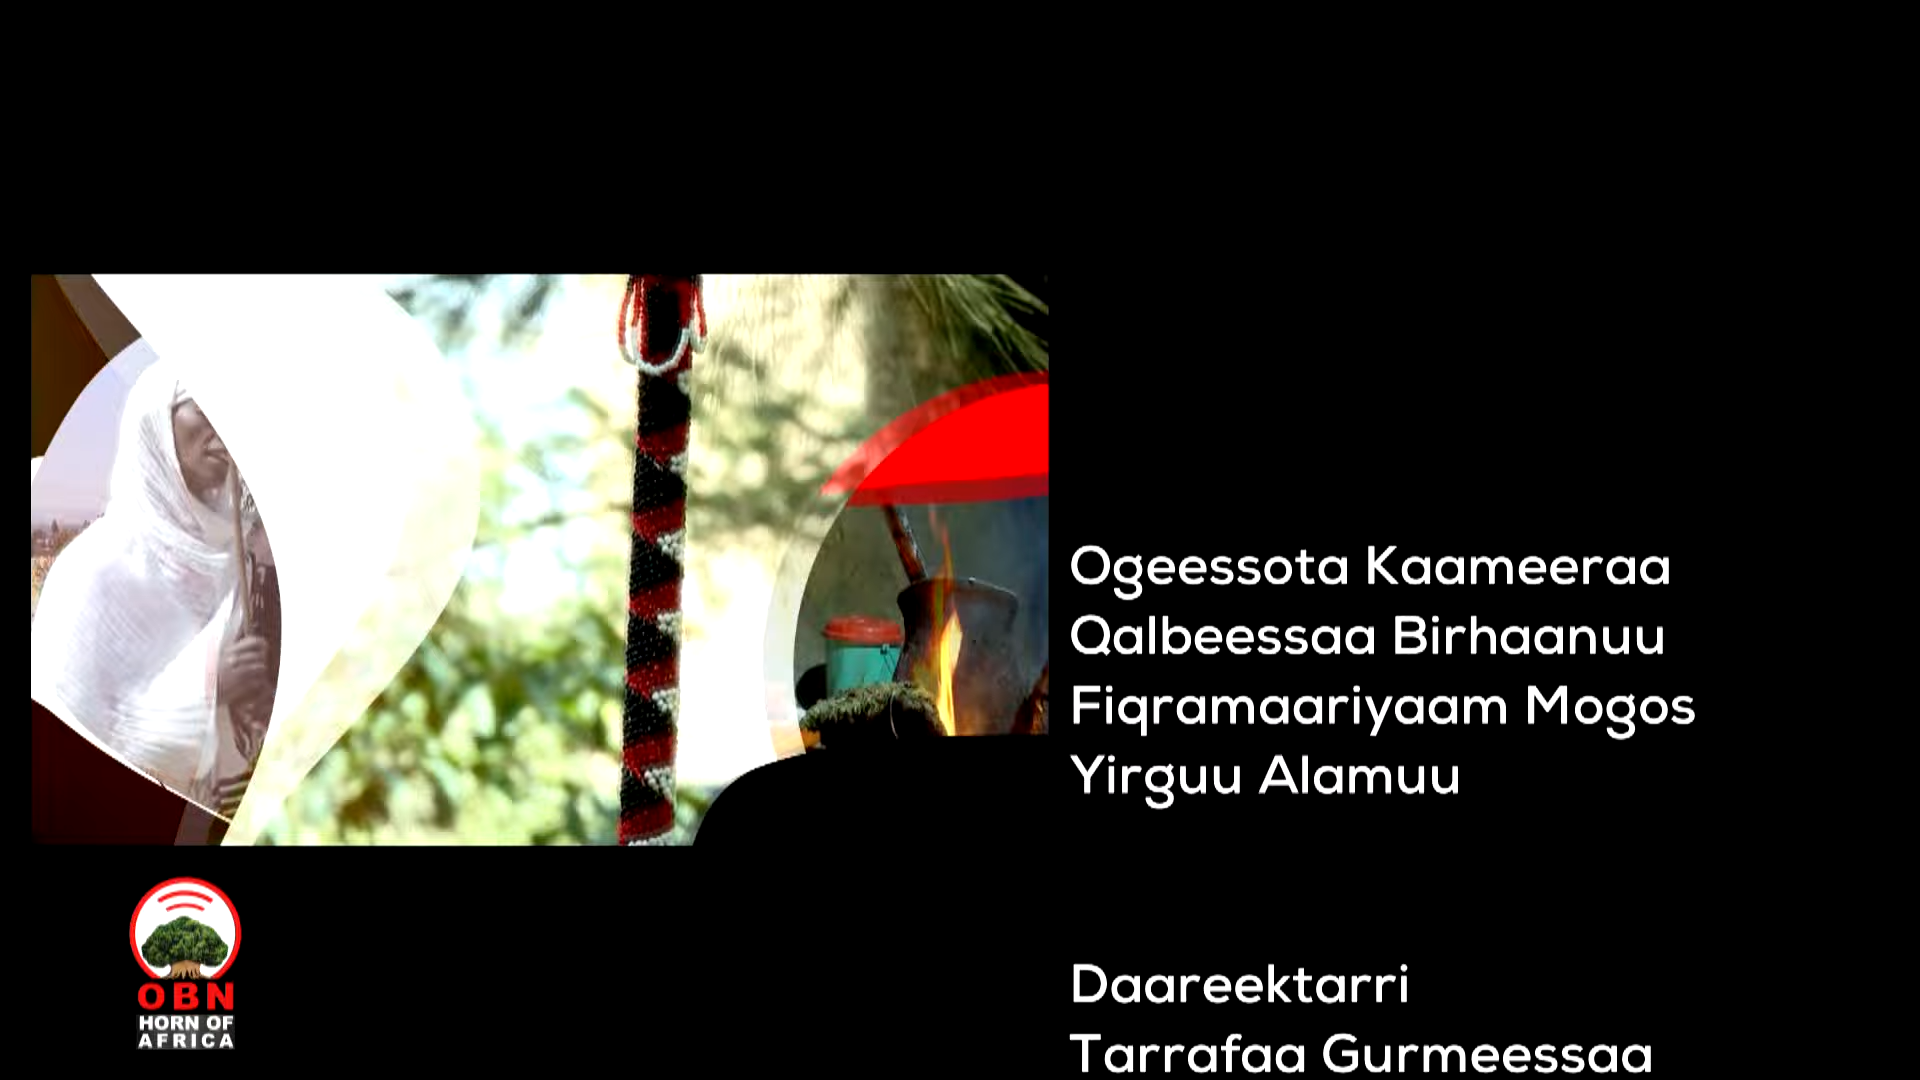 Ogeessota Kaameeraa
Qalbeessaa Birhaanuu
Fiqramaariyaam Mogos
Yirguu Alamuu
Daareektarri
Tarrafaa Gurmeessaa
OBN
HORN OF
AFRICA